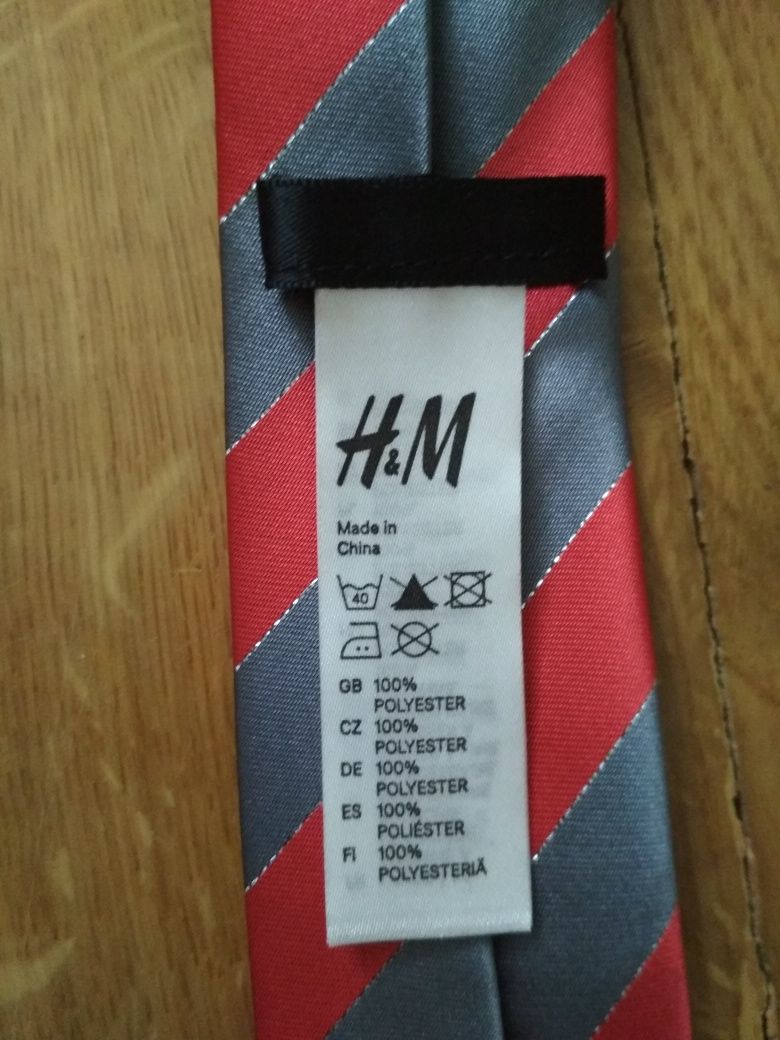 H&M
Made in
China
40
GB 100%
POLYESTER
CZ 100%
POLYESTER
DE 100%
POLYESTER
ES 100%
POLIÉSTER
FI 100%
POLYESTERIÄ